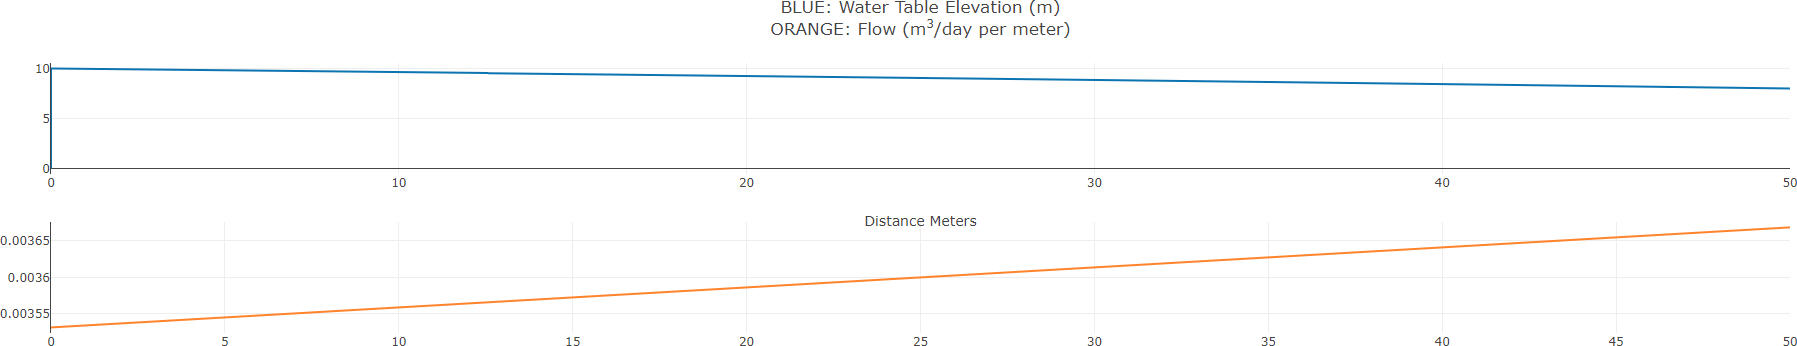 BLUE: Water Table Elevation (m)
ORANGE: Flow (m³/day per meter)
10
5
0
0 10 20 30 40 50
Distance Meters
0.00365
0.0036
0.00355
0 5 10 15 20 25 30 35 40 45 50